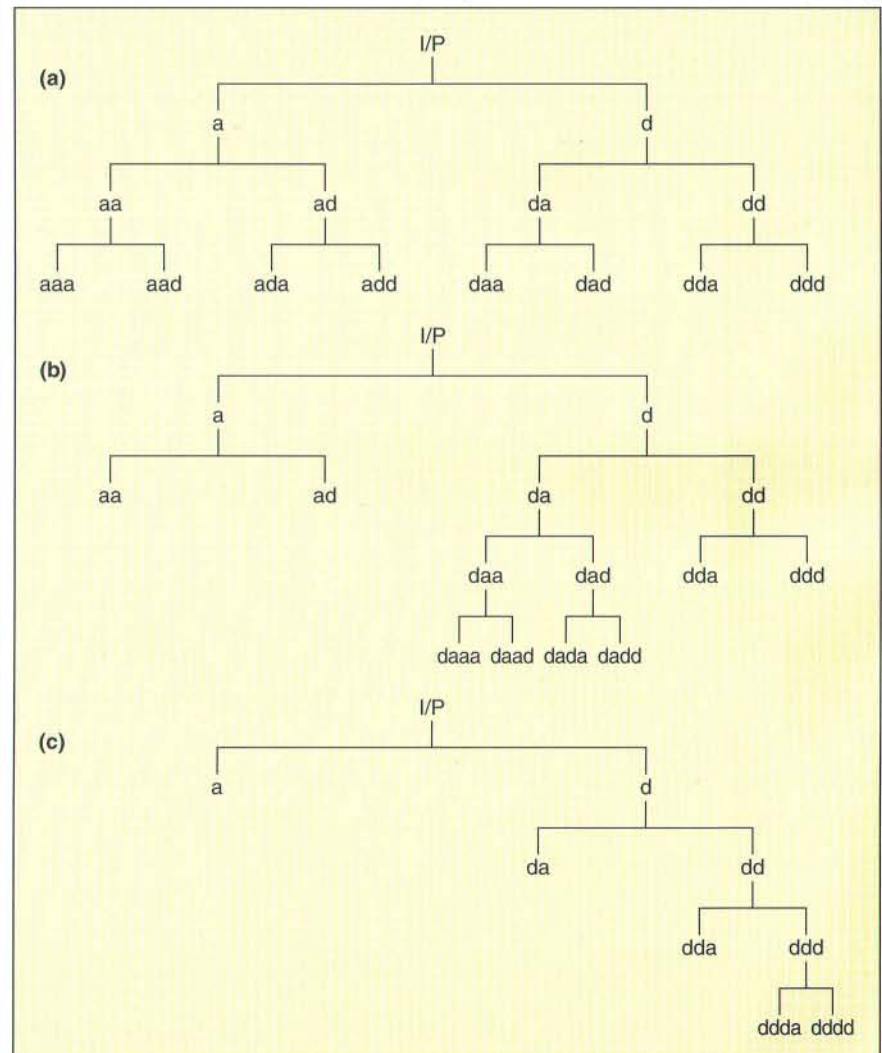 I/P
(a)
a d
aa ad da dd
aaa aad ada add daa dad dda ddd
I/P
(b)
a d
aa ad da dd
daa dad dda ddd
daaa daad dada dadd
I/P
(c)
a d
da dd
dda ddd
ddda dddd